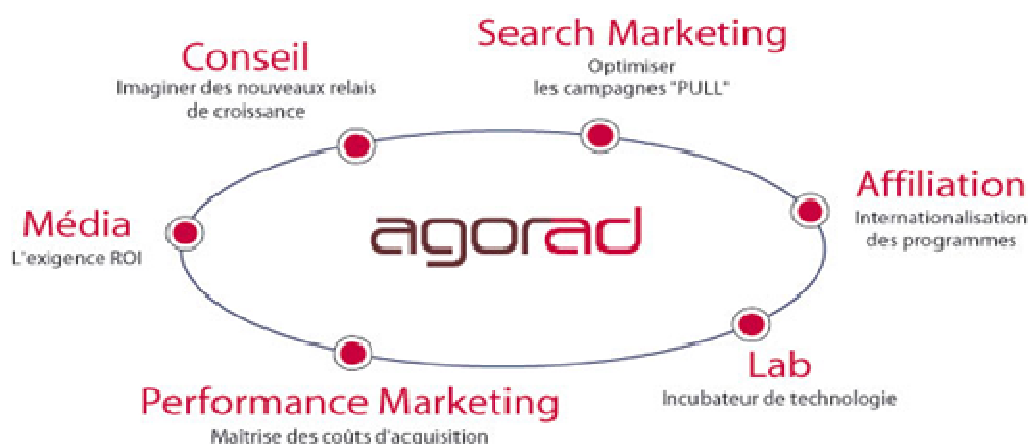 Search Marketing
Optimiser
les campagnes "PULL"
Conseil
Imaginer des nouveaux relais
de croissance
Affiliation
Internationalisation
des programmes
Média
L'exigence ROI
agorad
Lab
Incubateur de technologie
Performance Marketing
Maîtrise des coûts d'acquisition